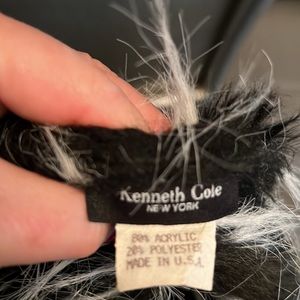 Kenneth Cole
NEW YORK
80% ACRYLIC
20% POLYESTER
MADE IN U.S.A.